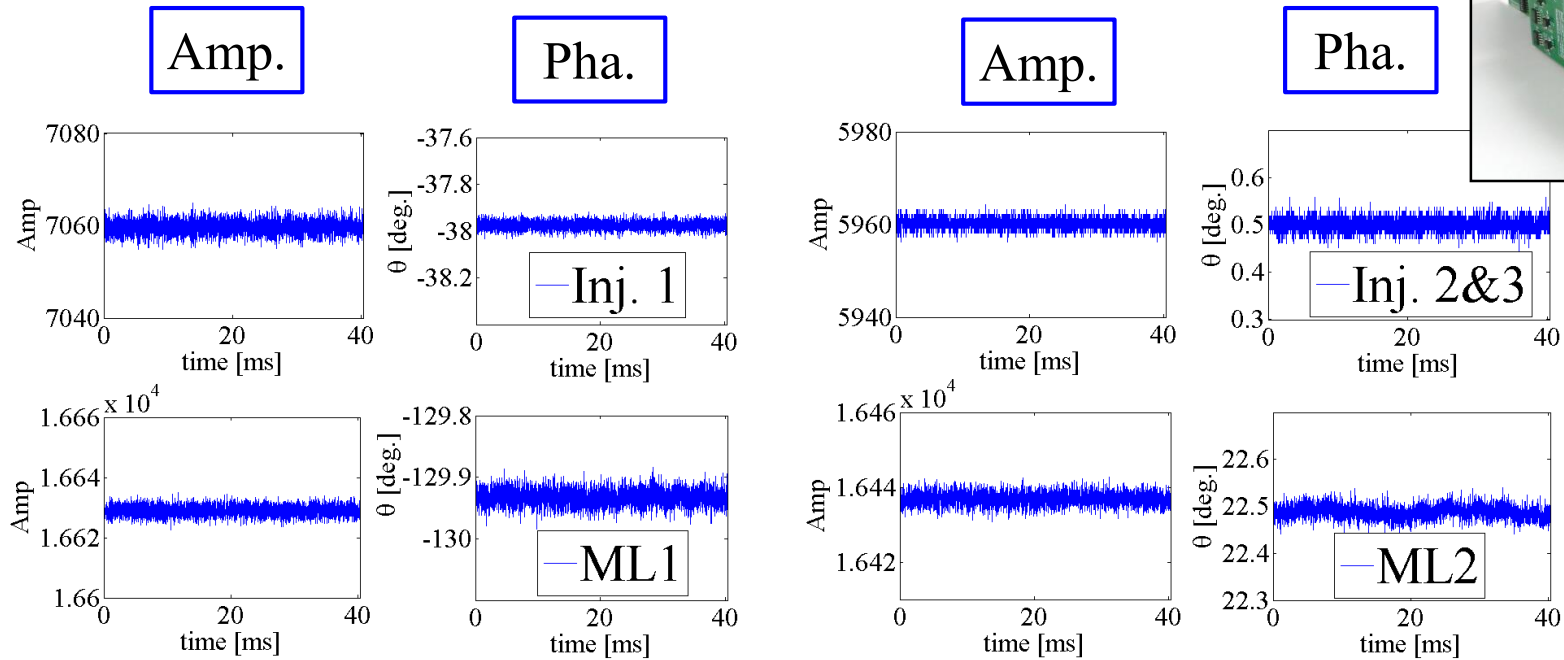 Amp.
Pha.
Amp.
Pha.
7080
7060
7040
Amp
0
20
40
time [ms]
-37.6
-37.8
-38
-38.2
θ [deg.]
Inj. 1
0
20
40
time [ms]
5980
5960
5940
Amp
0
20
40
time [ms]
0.6
0.5
0.4
0.3
θ [deg.]
Inj. 2&3
0
20
40
time [ms]
x 10⁴
1.666
1.664
1.662
1.66
Amp
0
20
40
time [ms]
-129.8
-129.9
-130
θ [deg.]
ML1
0
20
40
time [ms]
x 10⁴
1.646
1.644
1.642
Amp
0
20
40
time [ms]
22.6
22.5
22.4
22.3
θ [deg.]
ML2
0
20
40
time [ms]